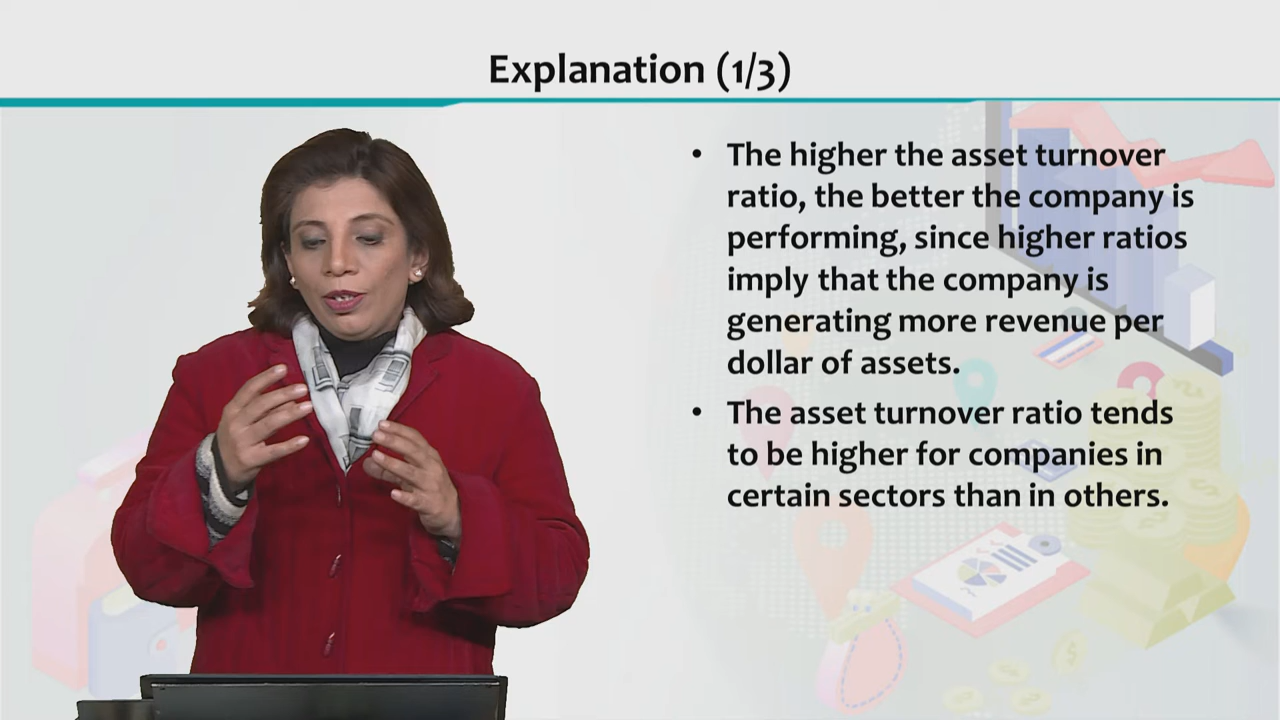 Explanation (1/3)
• The higher the asset turnover
ratio, the better the company is
performing, since higher ratios
imply that the company is
generating more revenue per
dollar of assets.
• The asset turnover ratio tends
to be higher for companies in
certain sectors than in others.